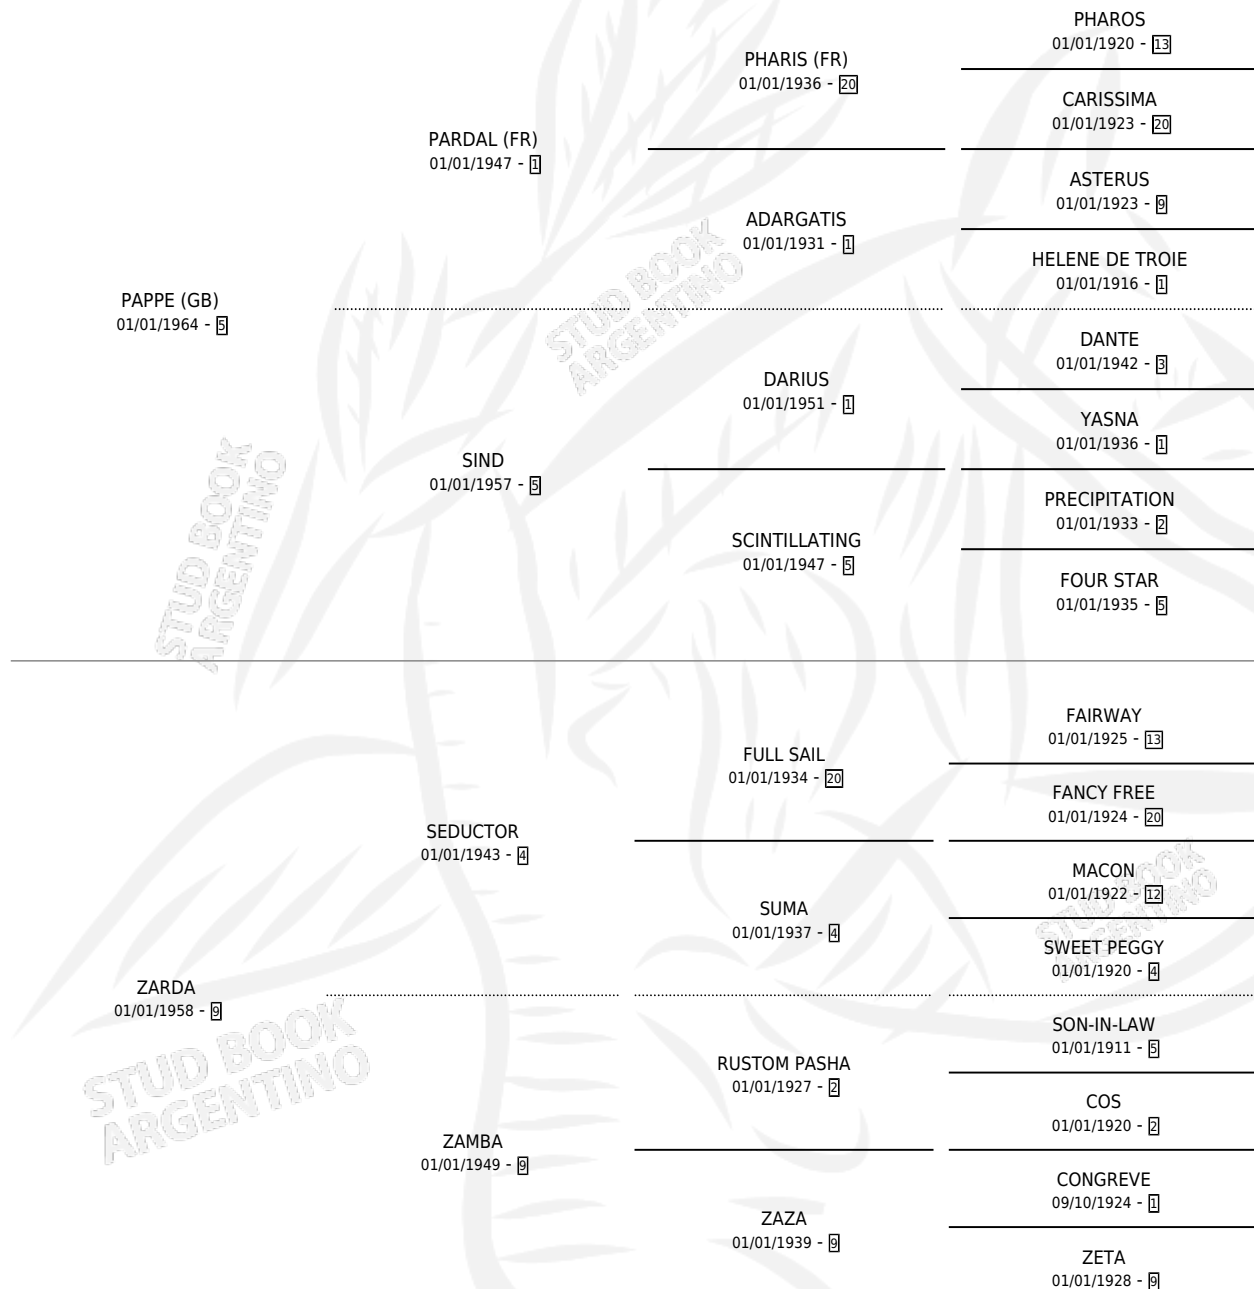 PHAROS
01/01/1920 - 13
PHARIS (FR)
01/01/1936 - 20
CARISSIMA
01/01/1923 - 20
PARDAL (FR)
01/01/1947 - 1
ASTERUS
01/01/1923 - 9
ADARGATIS
01/01/1931 - 1
HELENE DE TROIE
01/01/1916 - 1
PAPPE (GB)
01/01/1964 - 5
STUD BOOK
ARGENTINO
DANTE
01/01/1942 - 3
DARIUS
01/01/1951 - 1
YASNA
01/01/1936 - 1
SIND
01/01/1957 - 5
PRECIPITATION
01/01/1933 - 2
SCINTILLATING
01/01/1947 - 5
FOUR STAR
01/01/1935 - 5
STUD BOOK
ARGENTINO
FAIRWAY
01/01/1925 - 13
FULL SAIL
01/01/1934 - 20
FANCY FREE
01/01/1924 - 20
SEDUCTOR
01/01/1943 - 4
MACON
01/01/1922 - 12
SUMA
01/01/1937 - 4
STUD BOOK
ARGENTINO
SWEET PEGGY
01/01/1920 - 4
ZARDA
01/01/1958 - 9
SON-IN-LAW
01/01/1911 - 5
RUSTOM PASHA
01/01/1927 - 2
COS
01/01/1920 - 2
STUD BOOK
ARGENTINO
ZAMBA
01/01/1949 - 9
CONGREVE
09/10/1924 - 1
ZAZA
01/01/1939 - 9
ZETA
01/01/1928 - 9